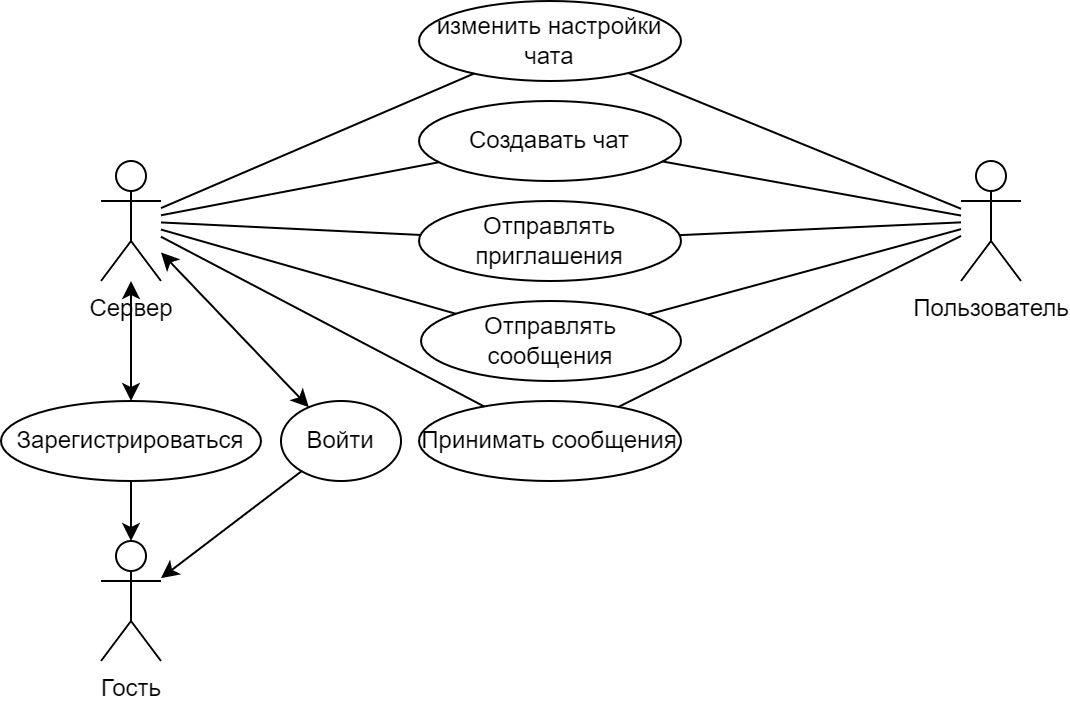 изменить настройки
чата
Создавать чат
Отправлять
приглашения
Сервер
Пользователь
Отправлять
сообщения
Зарегистрироваться
Войти
Принимать сообщения
Гость